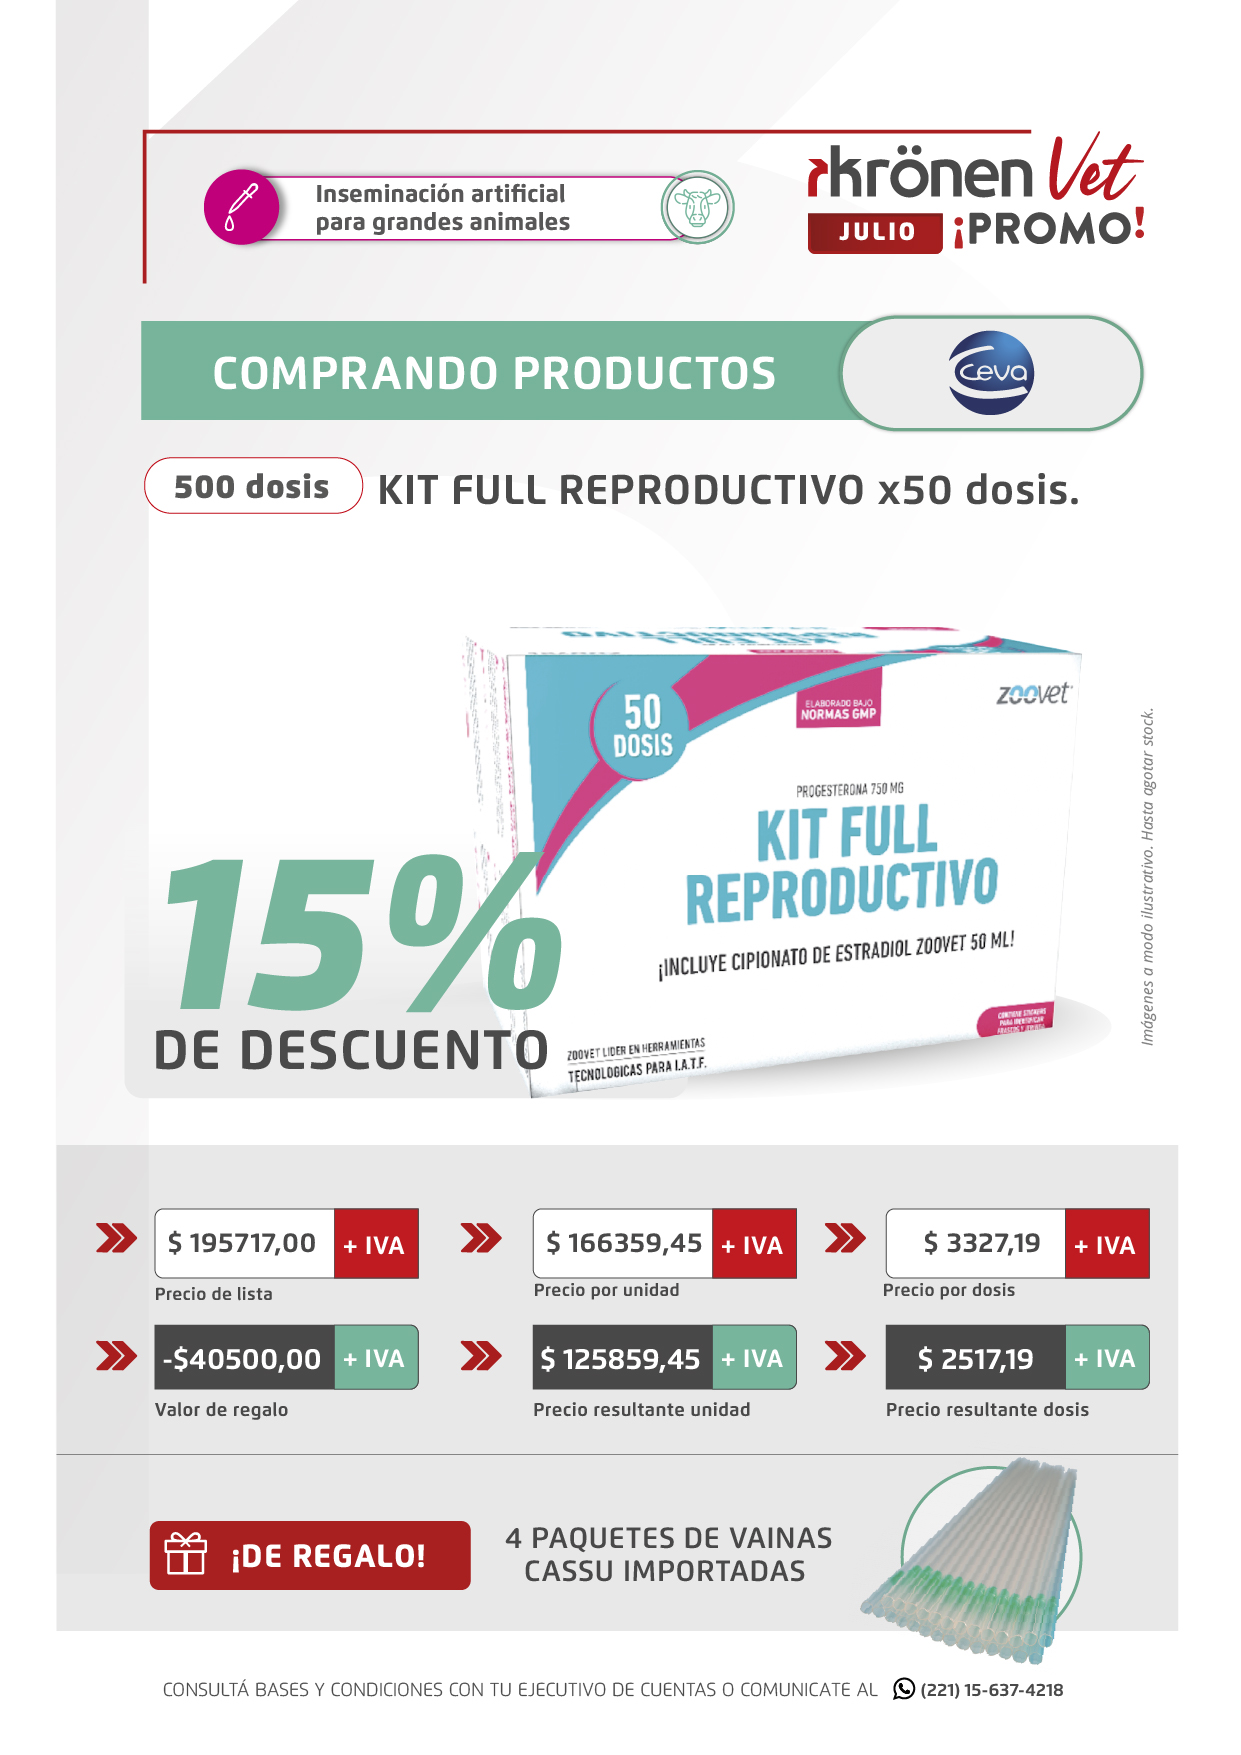 Inseminación artificial
para grandes animales
krönen Vet
JULIO ¡PROMO!
COMPRANDO PRODUCTOS
ceva
500 dosis KIT FULL REPRODUCTIVO x50 dosis.
50
DOSIS
ELABORADO BAJO
NORMAS GMP
zoovet
PROGESTERONA 750 MG
KIT FULL
REPRODUCTIVO
¡INCLUYE CIPIONATO DE ESTRADIOL ZOOVET 50 ML!
CONTIENE STICKERS
PARA IDENTIFICAR
ZOOVET LIDER EN HERRAMIENTAS
TECNOLOGICAS PARA I.A.T.F.
15%
DE DESCUENTO
Imágenes a modo ilustrativo. Hasta agotar stock.
$ 195717,00 + IVA
Precio de lista
$ 166359,45 + IVA
Precio por unidad
$ 3327,19 + IVA
Precio por dosis
-$40500,00 + IVA
Valor de regalo
$ 125859,45 + IVA
Precio resultante unidad
$ 2517,19 + IVA
Precio resultante dosis
¡DE REGALO!
4 PAQUETES DE VAINAS
CASSU IMPORTADAS
CONSULTÁ BASES Y CONDICIONES CON TU EJECUTIVO DE CUENTAS O COMUNICATE AL (221) 15-637-4218